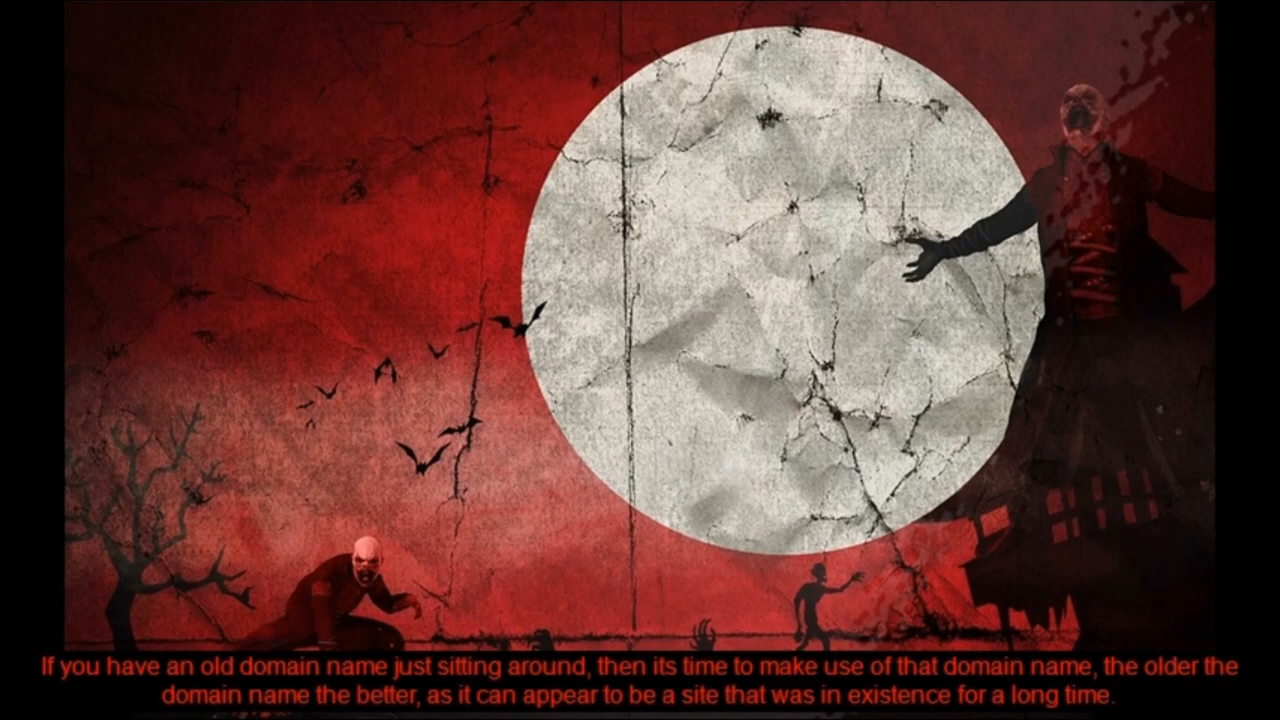 If you have an old domain name just sitting around, then its time to make use of that domain name, the older the
domain name the better, as it can appear to be a site that was in existence for a long time.